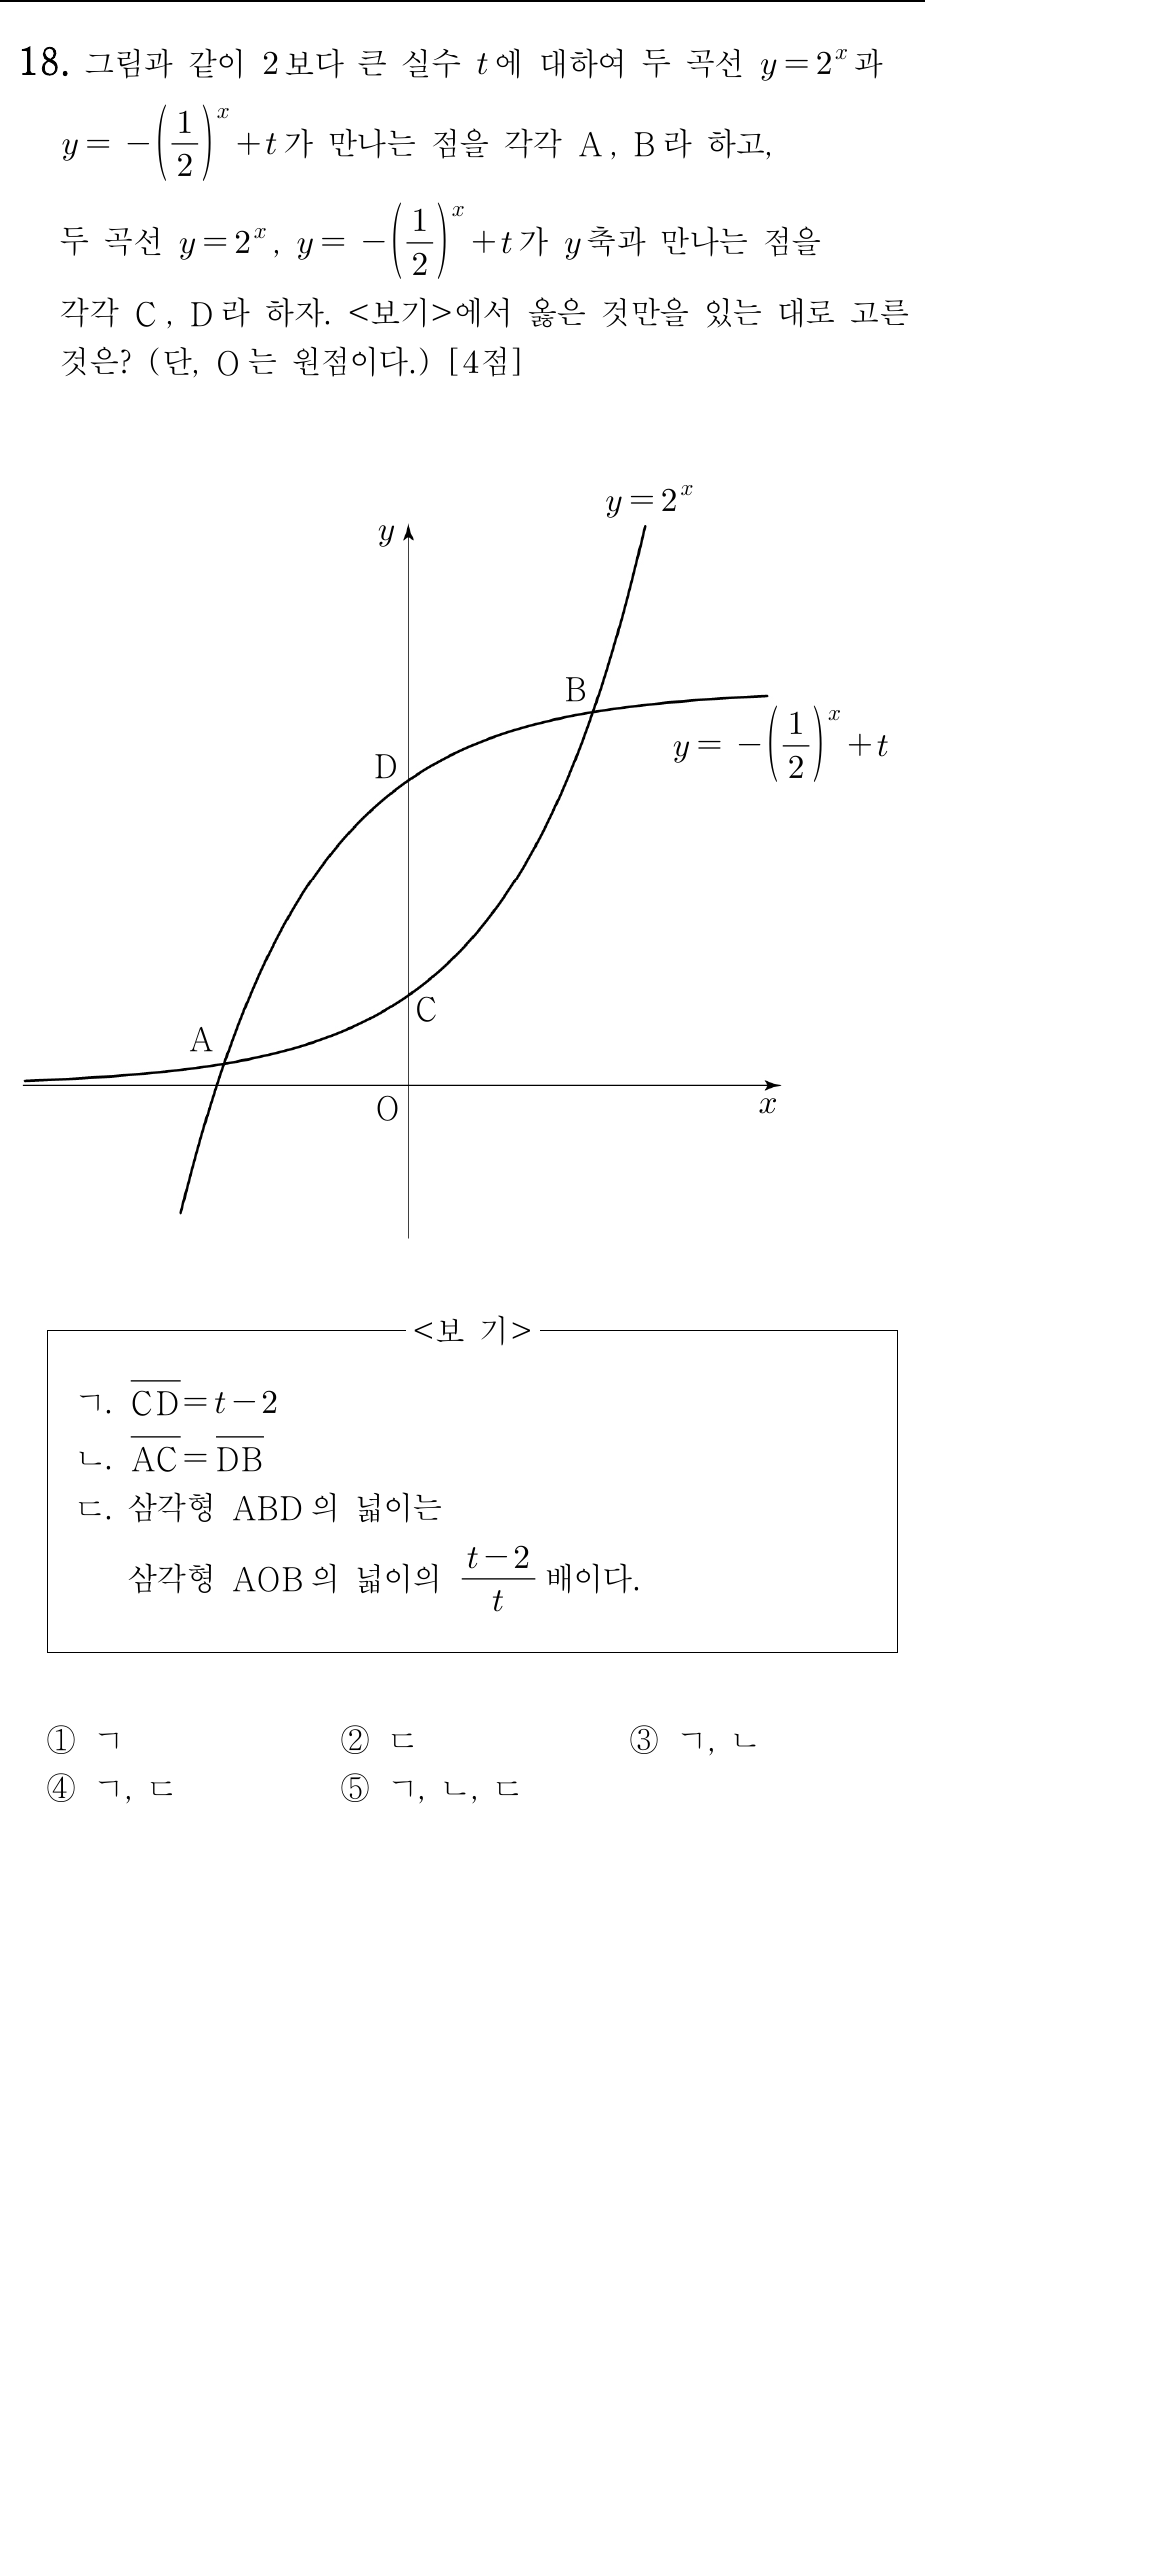 18. 그림과 같이 2보다 큰 실수 t에 대하여 두 곡선 y=2^x과
y= -(1/2)^x +t가 만나는 점을 각각 A, B라 하고,
두 곡선 y=2^x, y= -(1/2)^x +t가 y축과 만나는 점을
각각 C, D라 하자. <보기>에서 옳은 것만을 있는 대로 고른
것은? (단, O는 원점이다.) [4점]
y=2^x
y
B
y= -(1/2)^x +t
D
C
A
O
x
<보 기>
ㄱ. \overline{CD}=t-2
ㄴ. \overline{AC}=\overline{DB}
ㄷ. 삼각형 ABD의 넓이는
삼각형 AOB의 넓이의 (t-2)/t 배이다.
① ㄱ ② ㄷ ③ ㄱ, ㄴ
④ ㄱ, ㄷ ⑤ ㄱ, ㄴ, ㄷ